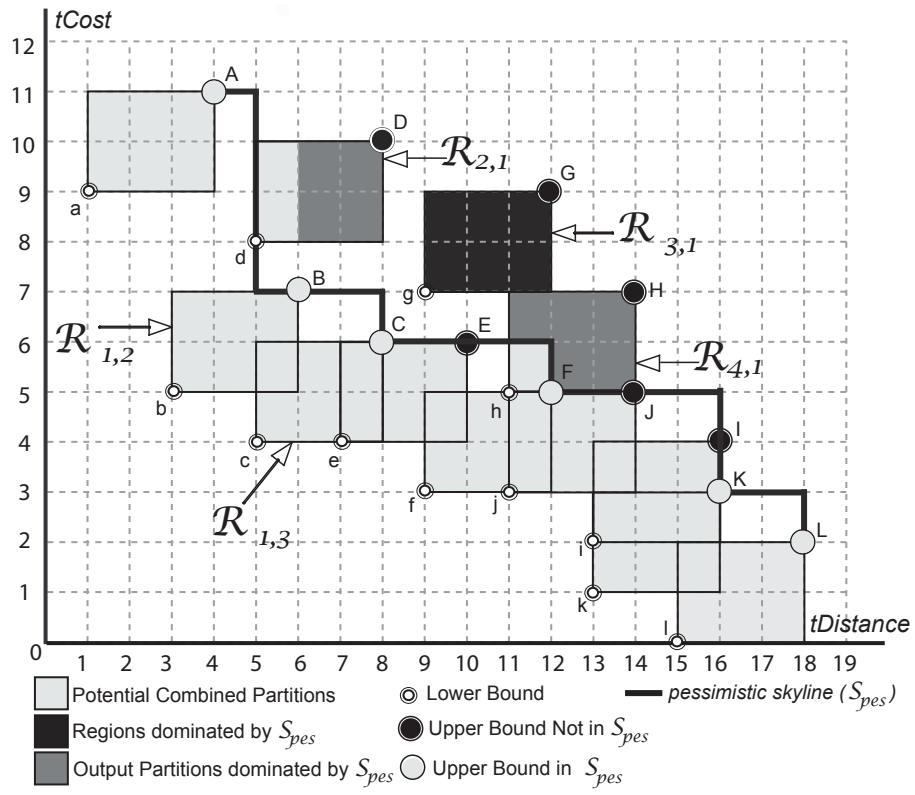 tCost
12
A
11
D
10
R2,1
G
9
a
R 3,1
8
d
B
7
g
H
R 1,2
C
E
6
R4,1
F
5
b
h
J
I
4
c
e
K
3
f
j
R 1,3
L
2
i
1
k
l
tDistance
0
1 2 3 4 5 6 7 8 9 10 11 12 13 14 15 16 17 18 19
Potential Combined Partitions
Lower Bound
pessimistic skyline (Spes)
Regions dominated by Spes
Upper Bound Not in Spes
Output Partitions dominated by Spes
Upper Bound in Spes